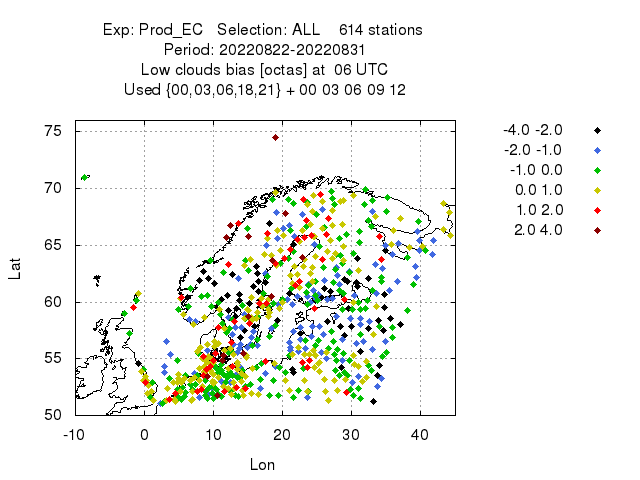 Exp: Prod_EC Selection: ALL 614 stations
Period: 20220822-20220831
Low clouds bias [octas] at 06 UTC
Used {00,03,06,18,21} + 00 03 06 09 12
75
70
65
60
55
50
-10 0 10 20 30 40
Lat
Lon
-4.0 -2.0
-2.0 -1.0
-1.0 0.0
0.0 1.0
1.0 2.0
2.0 4.0